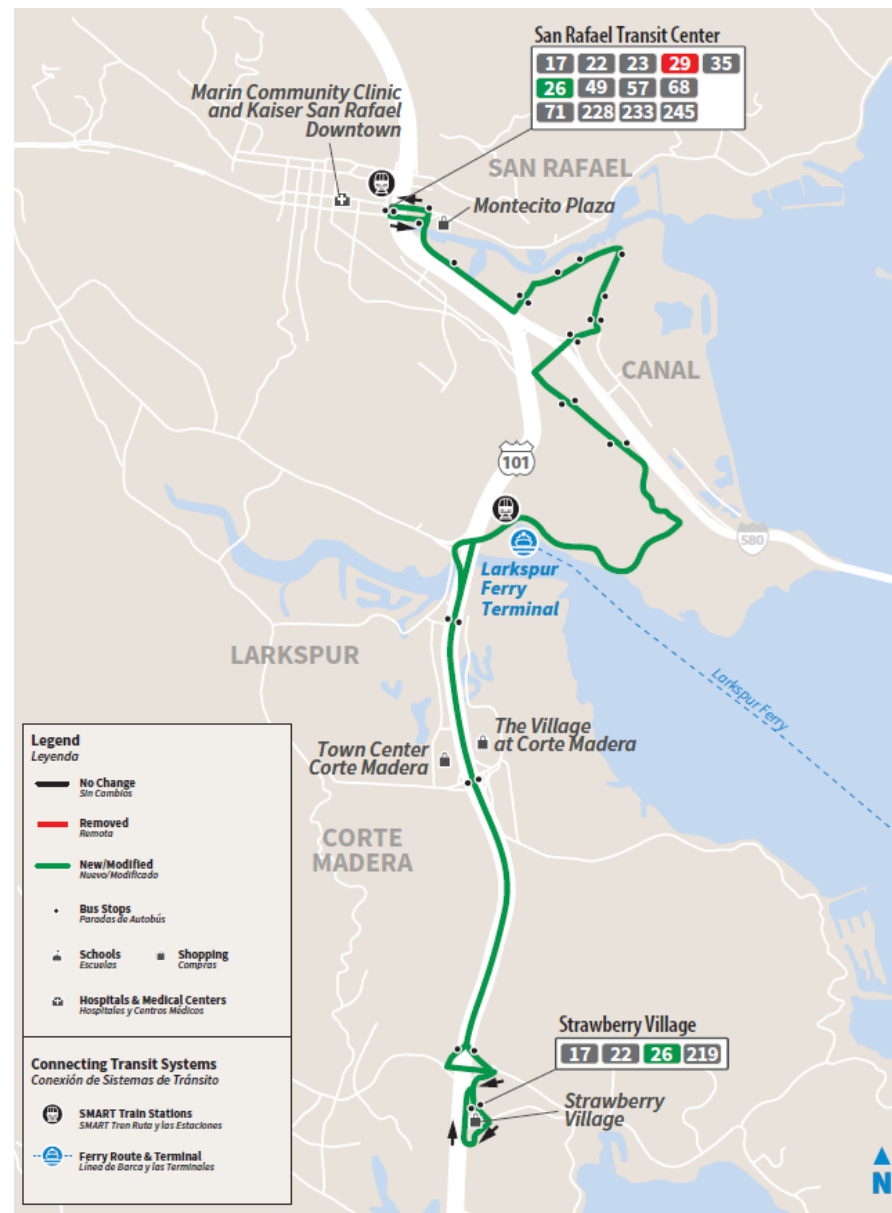 San Rafael Transit Center
17 22 23 29 35
26 49 57 68
71 228 233 245
Marin Community Clinic
and Kaiser San Rafael
Downtown
SAN RAFAEL
Montecito Plaza
CANAL
101
580
Larkspur
Ferry
Terminal
LARKSPUR
Larkspur Ferry
The Village
at Corte Madera
Town Center
Corte Madera
CORTE
MADERA
Strawberry Village
17 22 26 219
Strawberry
Village
N
Legend
Leyenda
No Change
Sin Cambios
Removed
Remota
New/Modified
Nuevo/Modificado
Bus Stops
Paradas de Autobús
Schools
Escuelas
Shopping
Compras
Hospitals & Medical Centers
Hospitales y Centros Médicos
Connecting Transit Systems
Conexión de Sistemas de Tránsito
SMART Train Stations
SMART Tren Ruta y las Estaciones
Ferry Route & Terminal
Línea de Barca y las Terminales